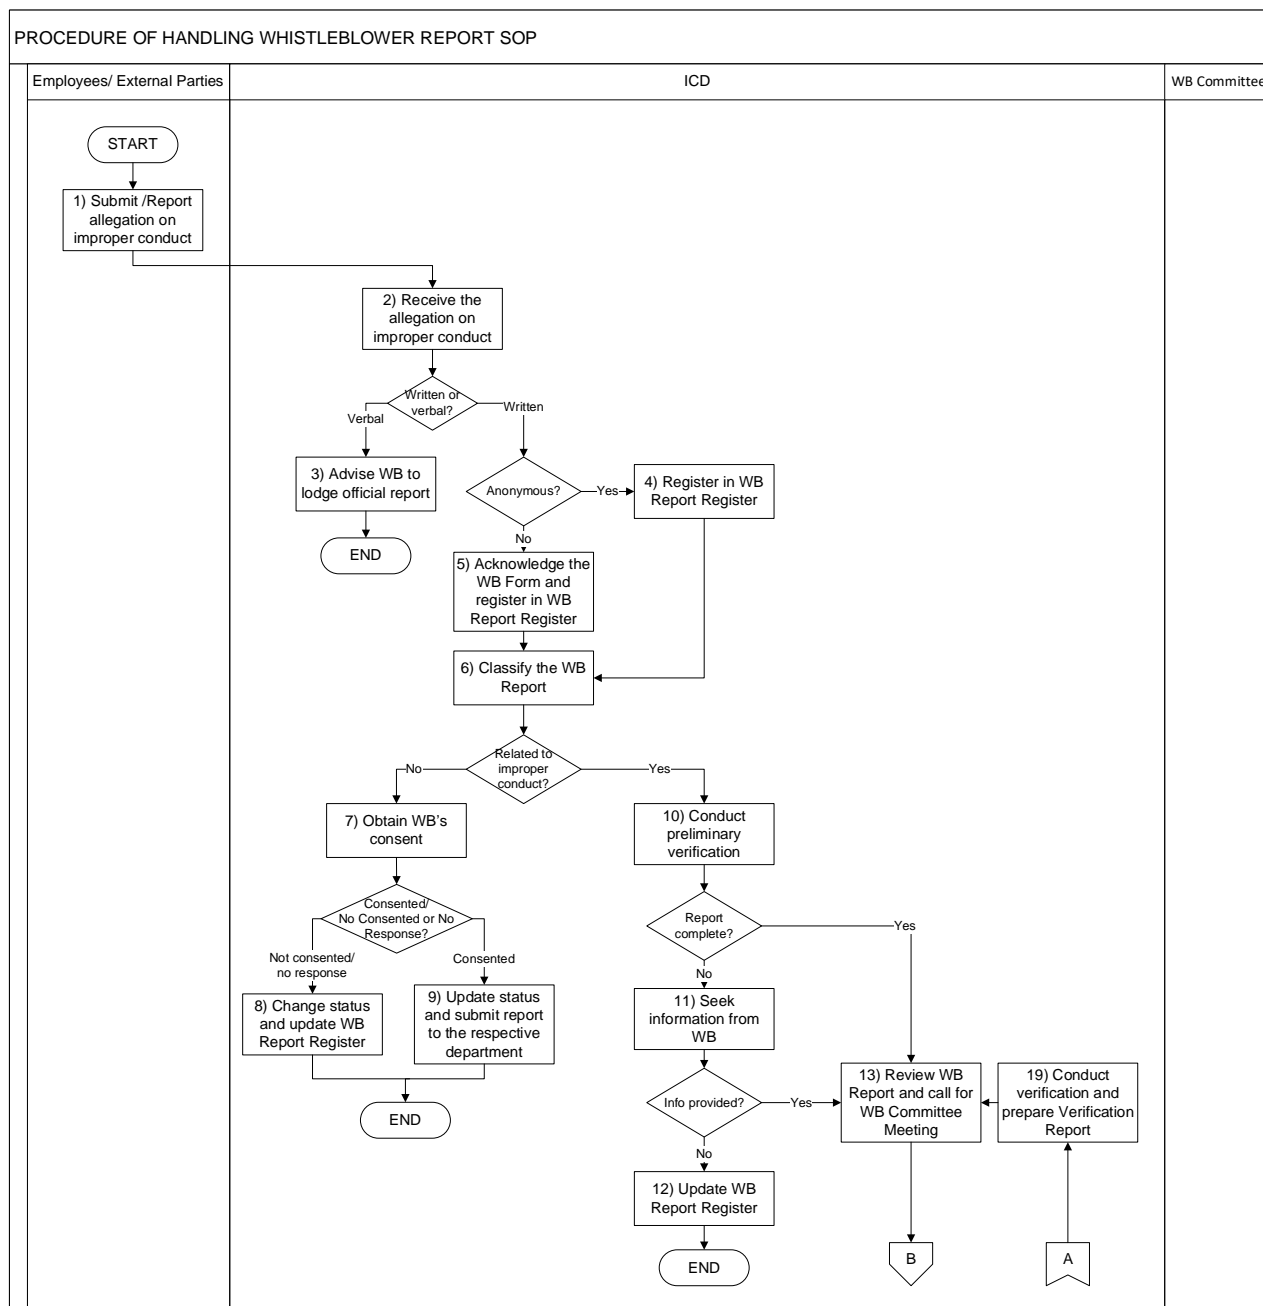 PROCEDURE OF HANDLING WHISTLEBLOWER REPORT SOP
Employees/ External Parties
ICD
WB Committee
START
1) Submit /Report
allegation on
improper conduct
2) Receive the
allegation on
improper conduct
Written or
verbal?
Verbal
Written
3) Advise WB to
lodge official report
END
Anonymous?
Yes
4) Register in WB
Report Register
No
5) Acknowledge the
WB Form and
register in WB
Report Register
6) Classify the WB
Report
Related to
improper
conduct?
No
Yes
7) Obtain WB's
consent
10) Conduct
preliminary
verification
Consented/
No Consented or No
Response?
Report
complete?
Yes
Not consented/
no response
Consented
No
8) Change status
and update WB
Report Register
9) Update status
and submit report
to the respective
department
11) Seek
information from
WB
END
Info provided?
Yes
13) Review WB
Report and call for
WB Committee
Meeting
19) Conduct
verification and
prepare Verification
Report
No
12) Update WB
Report Register
END
B
A